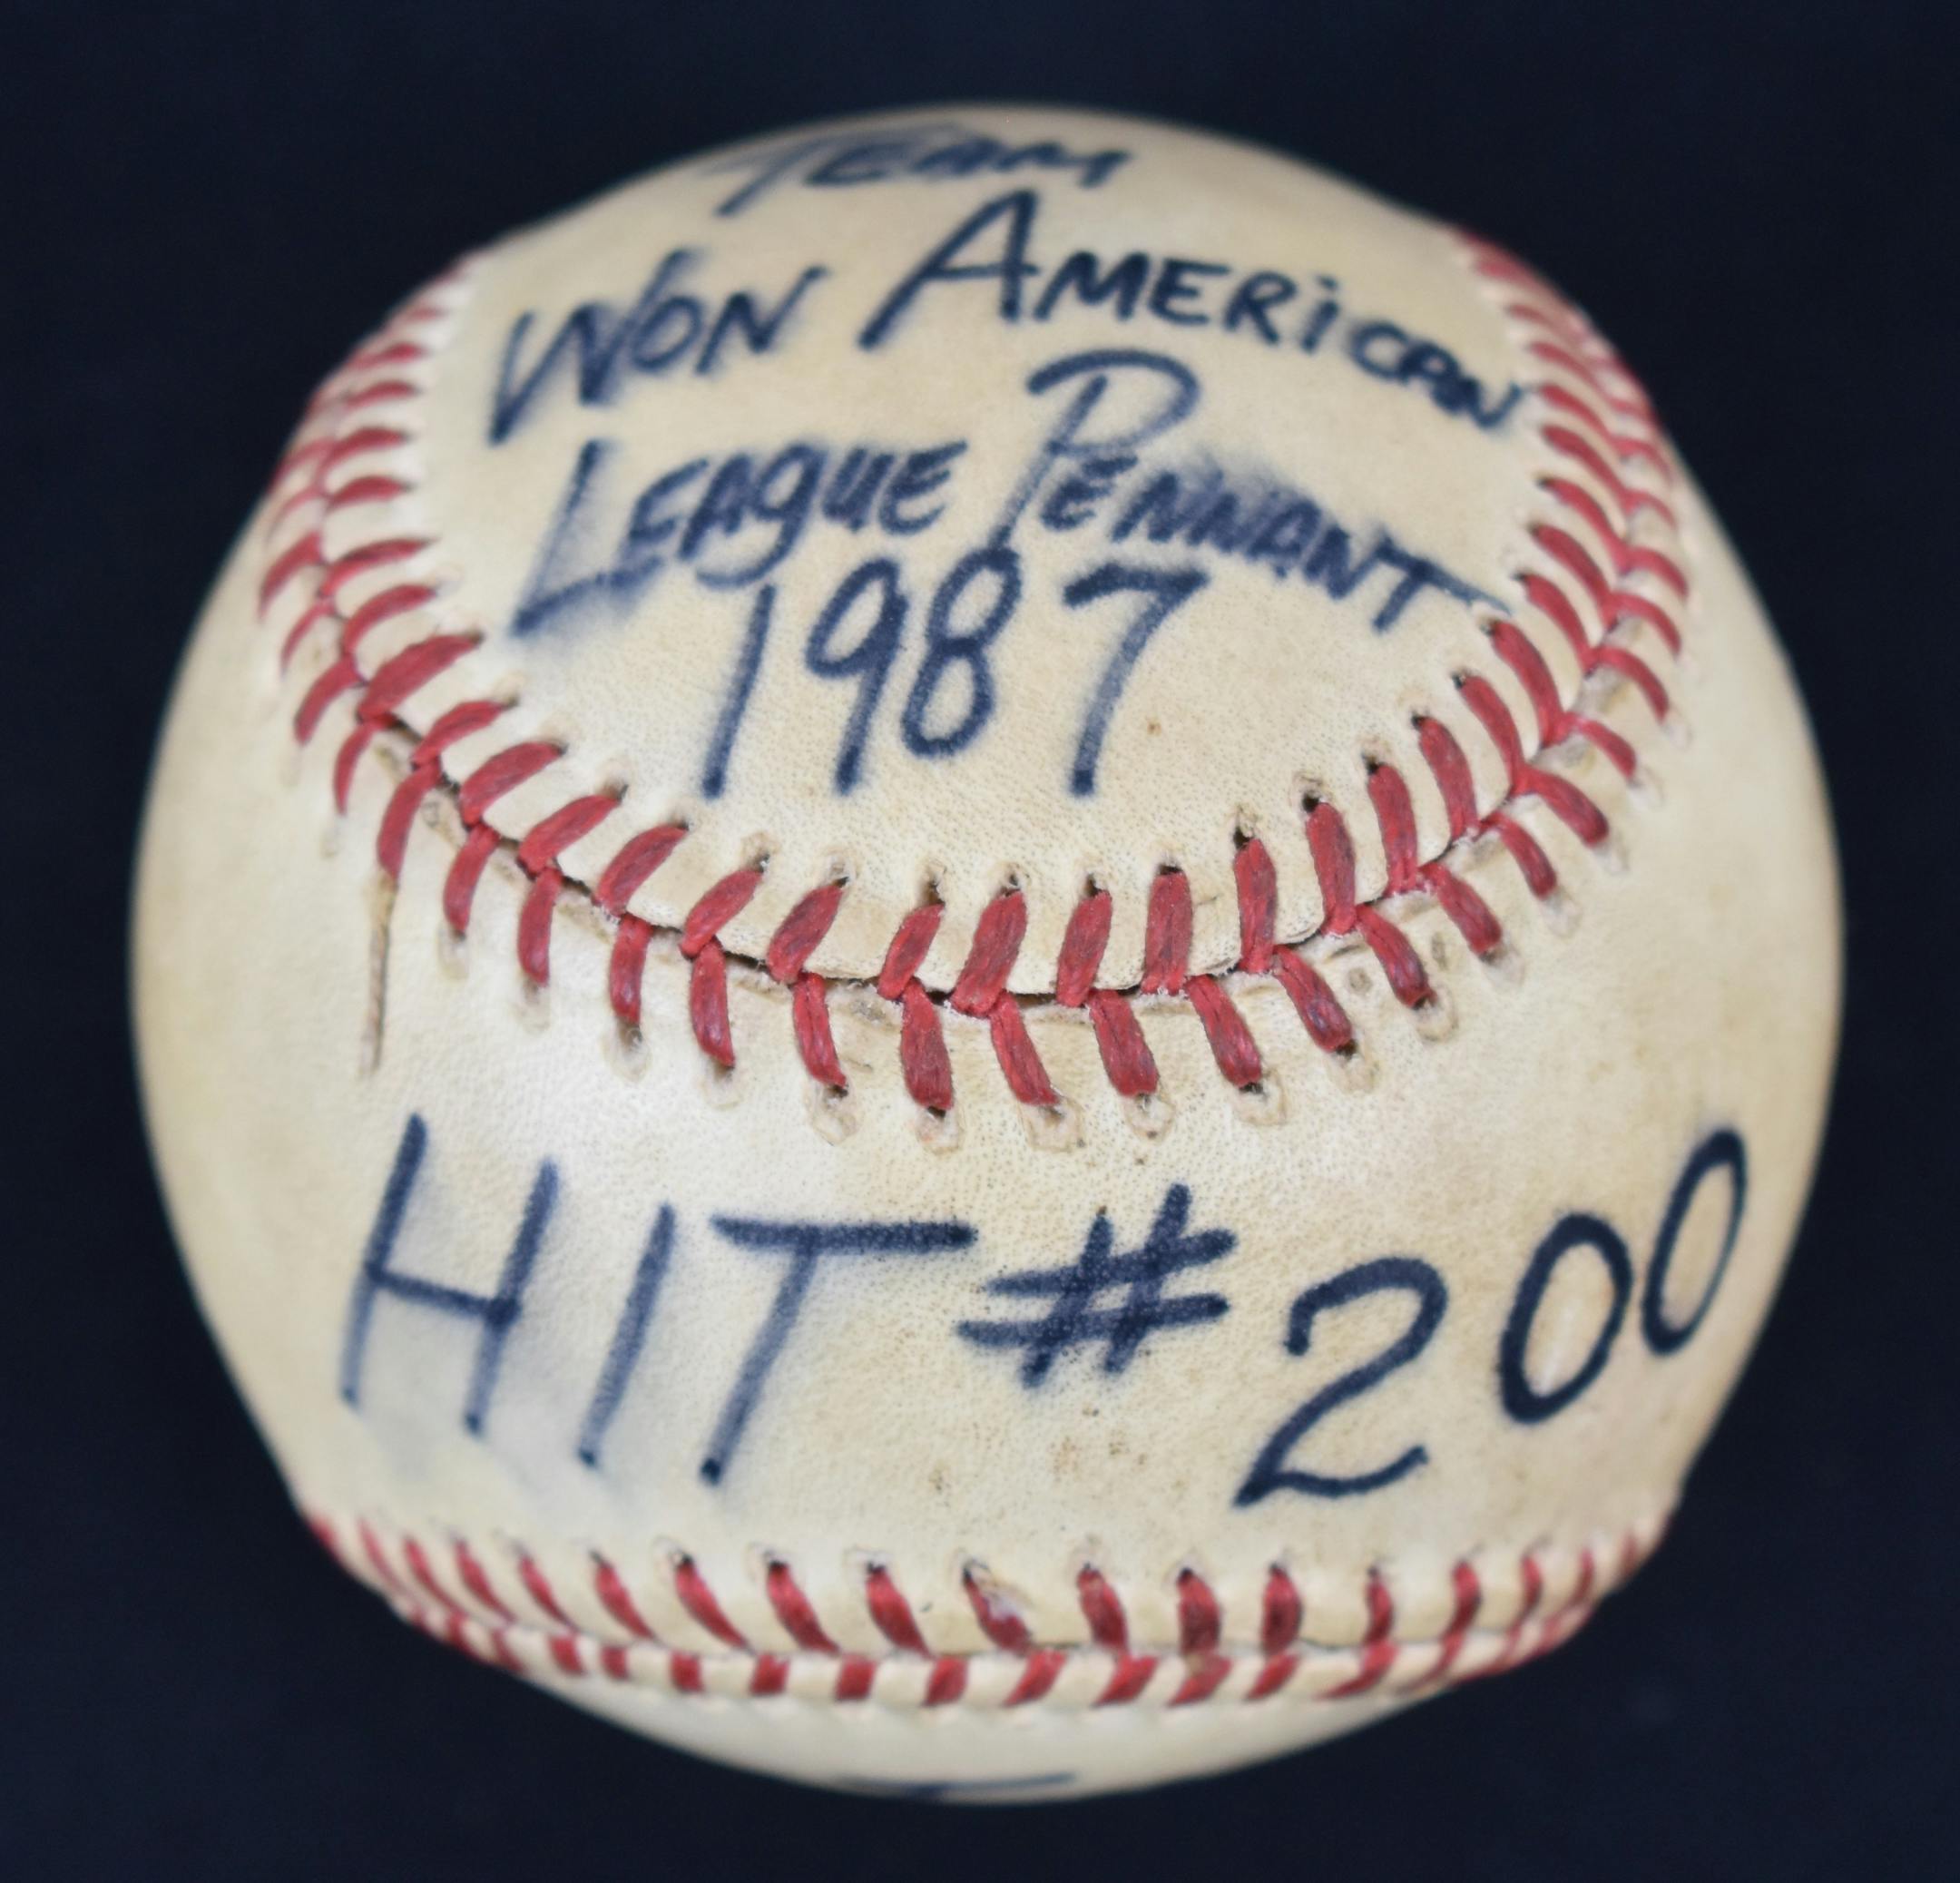 TEAM
WON AMERICAN
LEAGUE PENNANT
1987
HIT #200